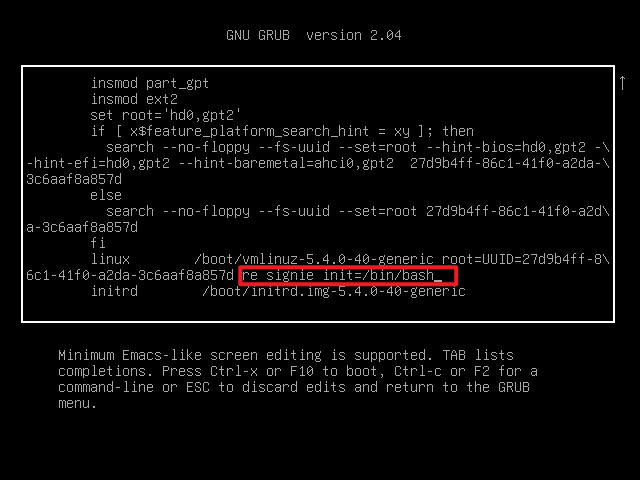 GNU GRUB version 2.04
insmod part_gpt
insmod ext2
set root='hd0,gpt2'
if [ x$feature_platform_search_hint = xy ]; then
search --no-floppy --fs-uuid --set=root --hint-bios=hd0,gpt2 -\
-hint-efi=hd0,gpt2 --hint-baremetal=ahci0,gpt2 27d9b4ff-86c1-41f0-a2da-\
3c6aaf8a857d
else
search --no-floppy --fs-uuid --set=root 27d9b4ff-86c1-41f0-a2d\
a-3c6aaf8a857d
fi
linux /boot/vmlinuz-5.4.0-40-generic root=UUID=27d9b4ff-8\
6c1-41f0-a2da-3c6aaf8a857d re signie init=/bin/bash_
initrd /boot/initrd.img-5.4.0-40-generic
Minimum Emacs-like screen editing is supported. TAB lists
completions. Press Ctrl-x or F10 to boot, Ctrl-c or F2 for a
command-line or ESC to discard edits and return to the GRUB
menu.